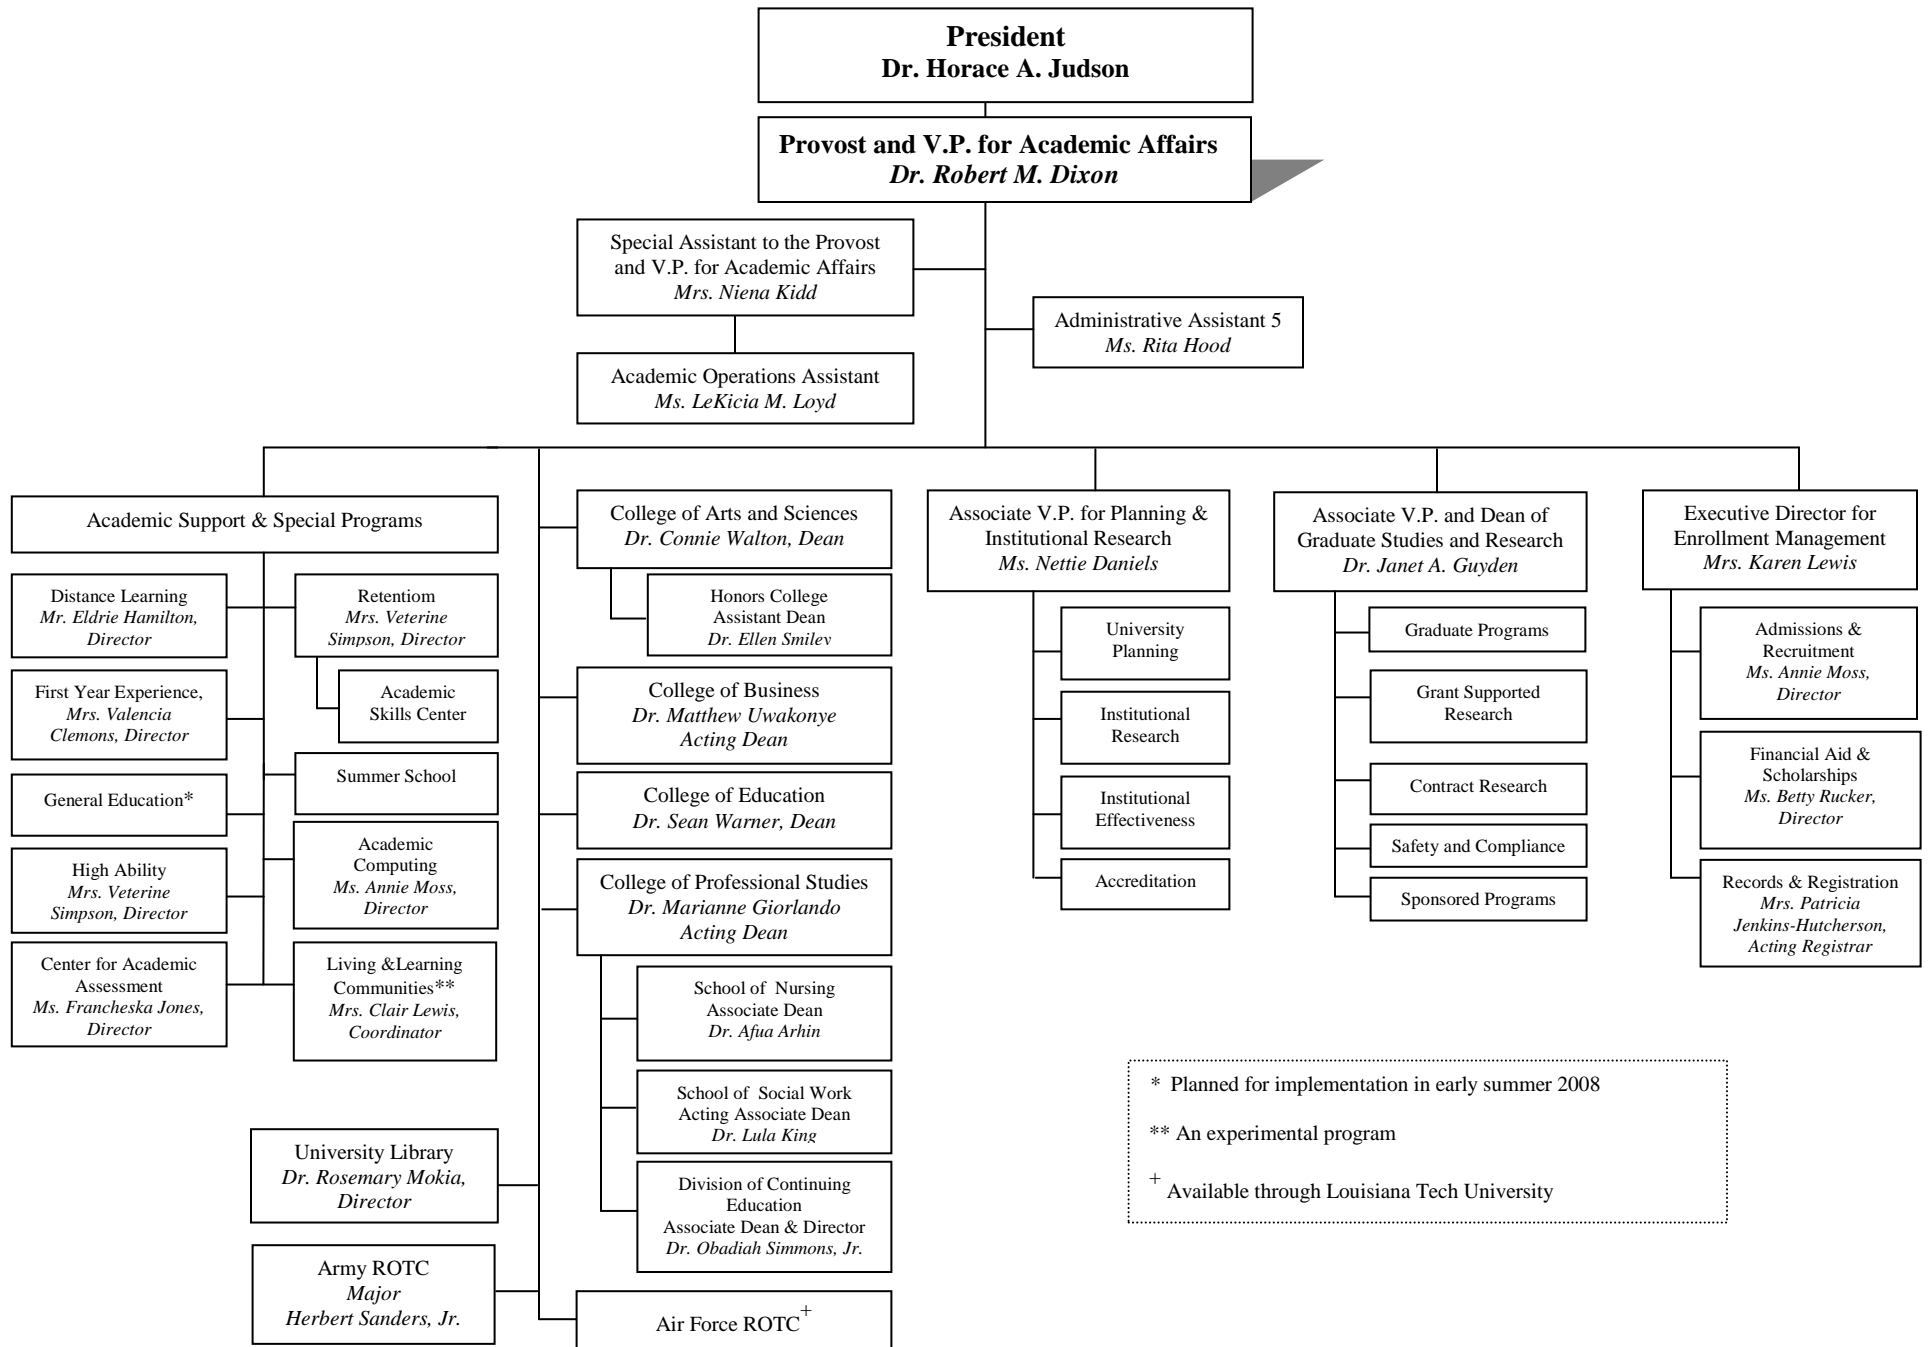 President
Dr. Horace A. Judson
Provost and V.P. for Academic Affairs
Dr. Robert M. Dixon
Special Assistant to the Provost
and V.P. for Academic Affairs
Mrs. Niena Kidd
Administrative Assistant 5
Ms. Rita Hood
Academic Operations Assistant
Ms. LeKicia M. Loyd
Academic Support & Special Programs
Distance Learning
Mr. Eldrie Hamilton,
Director
Retentiom
Mrs. Veterine
Simpson, Director
Academic
Skills Center
First Year Experience,
Mrs. Valencia
Clemons, Director
Summer School
General Education*
Academic
Computing
Ms. Annie Moss,
Director
High Ability
Mrs. Veterine
Simpson, Director
Center for Academic
Assessment
Ms. Francheska Jones,
Director
Living &Learning
Communities**
Mrs. Clair Lewis,
Coordinator
College of Arts and Sciences
Dr. Connie Walton, Dean
Honors College
Assistant Dean
Dr. Ellen Smiley
College of Business
Dr. Matthew Uwakonye
Acting Dean
College of Education
Dr. Sean Warner, Dean
College of Professional Studies
Dr. Marianne Giorlando
Acting Dean
School of Nursing
Associate Dean
Dr. Afua Arhin
School of Social Work
Acting Associate Dean
Dr. Lula King
Division of Continuing
Education
Associate Dean & Director
Dr. Obadiah Simmons, Jr.
University Library
Dr. Rosemary Mokia,
Director
Army ROTC
Major
Herbert Sanders, Jr.
Air Force ROTC+
Associate V.P. for Planning &
Institutional Research
Ms. Nettie Daniels
University
Planning
Institutional
Research
Institutional
Effectiveness
Accreditation
Associate V.P. and Dean of
Graduate Studies and Research
Dr. Janet A. Guyden
Graduate Programs
Grant Supported
Research
Contract Research
Safety and Compliance
Sponsored Programs
Executive Director for
Enrollment Management
Mrs. Karen Lewis
Admissions &
Recruitment
Ms. Annie Moss,
Director
Financial Aid &
Scholarships
Ms. Betty Rucker,
Director
Records & Registration
Mrs. Patricia
Jenkins-Hutcherson,
Acting Registrar
* Planned for implementation in early summer 2008
** An experimental program
+ Available through Louisiana Tech University